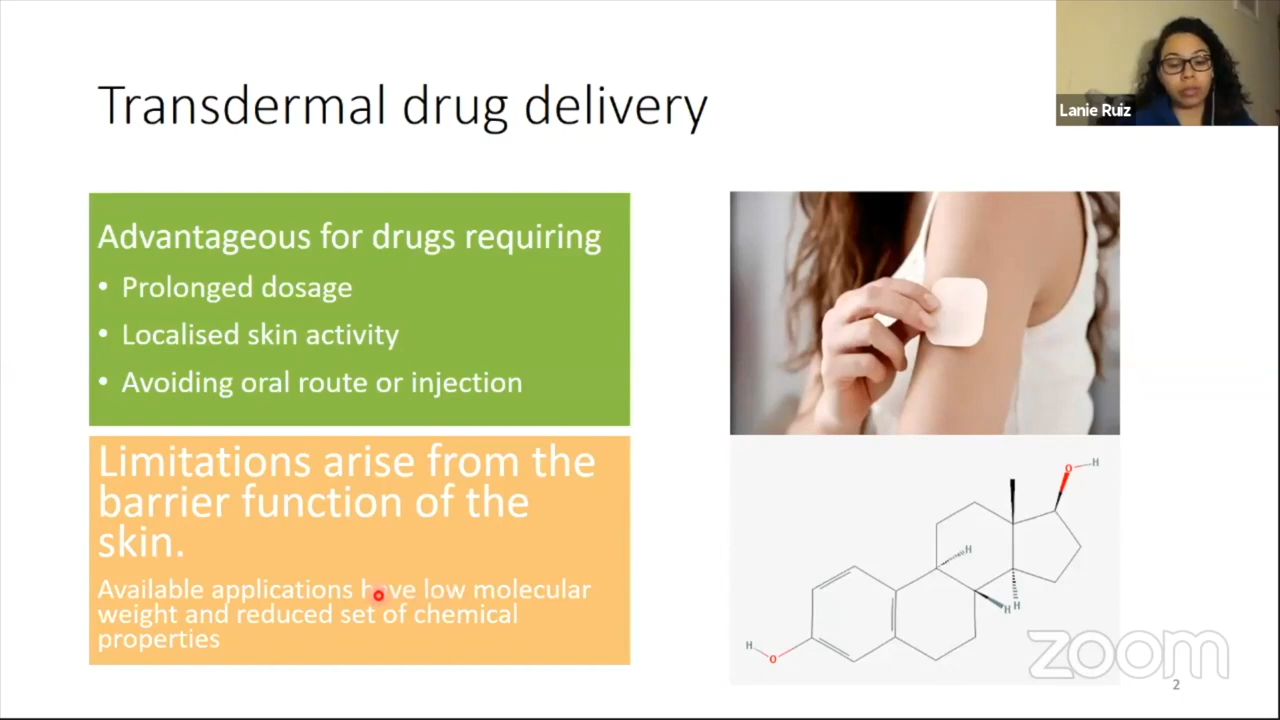 Transdermal drug delivery
Lanie Ruiz
Advantageous for drugs requiring
• Prolonged dosage
• Localised skin activity
• Avoiding oral route or injection
Limitations arise from the
barrier function of the
skin.
Available applications have low molecular
weight and reduced set of chemical
properties
O H
H
H H
H O
zoom
2